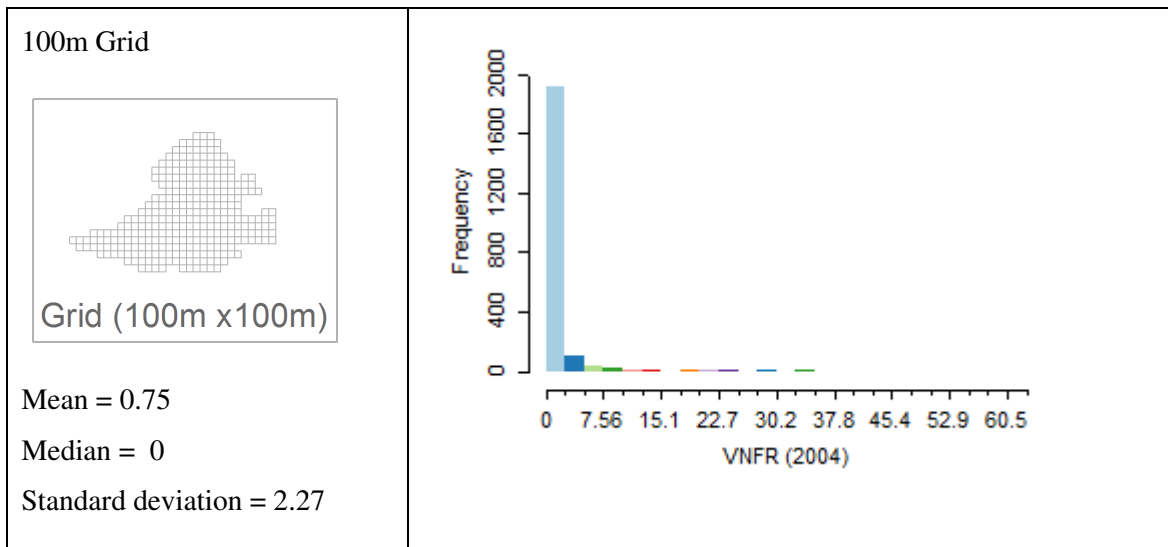 100m Grid
Grid (100m x100m)
Mean = 0.75
Median = 0
Standard deviation = 2.27
Frequency
2000
1600
1200
800
400
0
0 7.56 15.1 22.7 30.2 37.8 45.4 52.9 60.5
VNFR (2004)